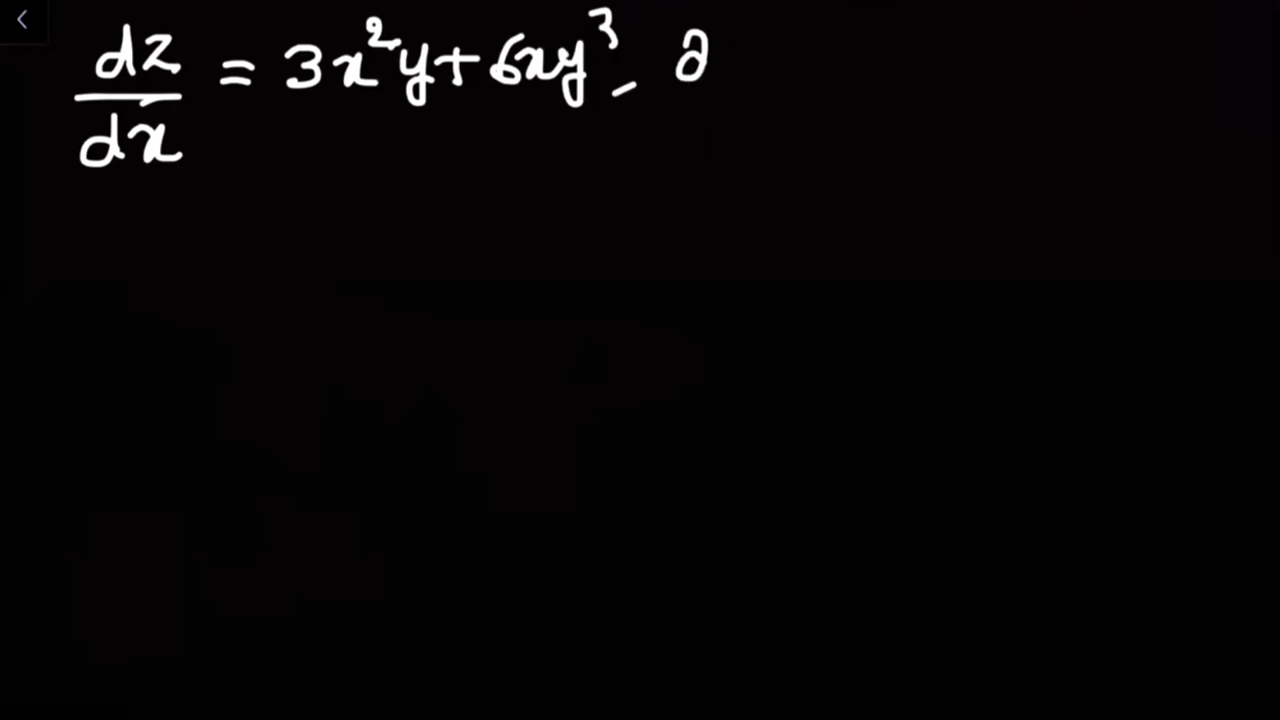 dz/dx = 3x²y + 6xy³ - ∂